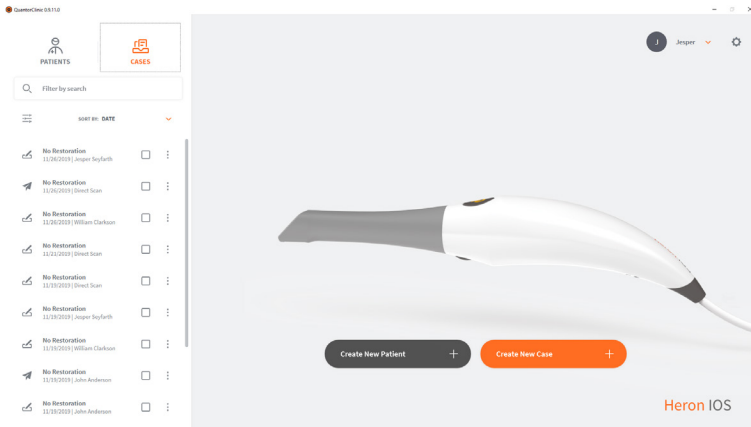 QuantorClinic 0.9.11.0
PATIENTS
CASES
J
Jesper
Filter by search
SORT BY: DATE
No Restoration
11/26/2019 | Jesper Seyfarth
No Restoration
11/26/2019 | Direct Scan
No Restoration
11/26/2019 | William Clarkson
No Restoration
11/21/2019 | Direct Scan
No Restoration
11/19/2019 | Direct Scan
No Restoration
11/19/2019 | Jesper Seyfarth
No Restoration
11/19/2019 | William Clarkson
No Restoration
11/19/2019 | John Anderson
No Restoration
11/19/2019 | John Anderson
Create New Patient
Create New Case
Heron IOS